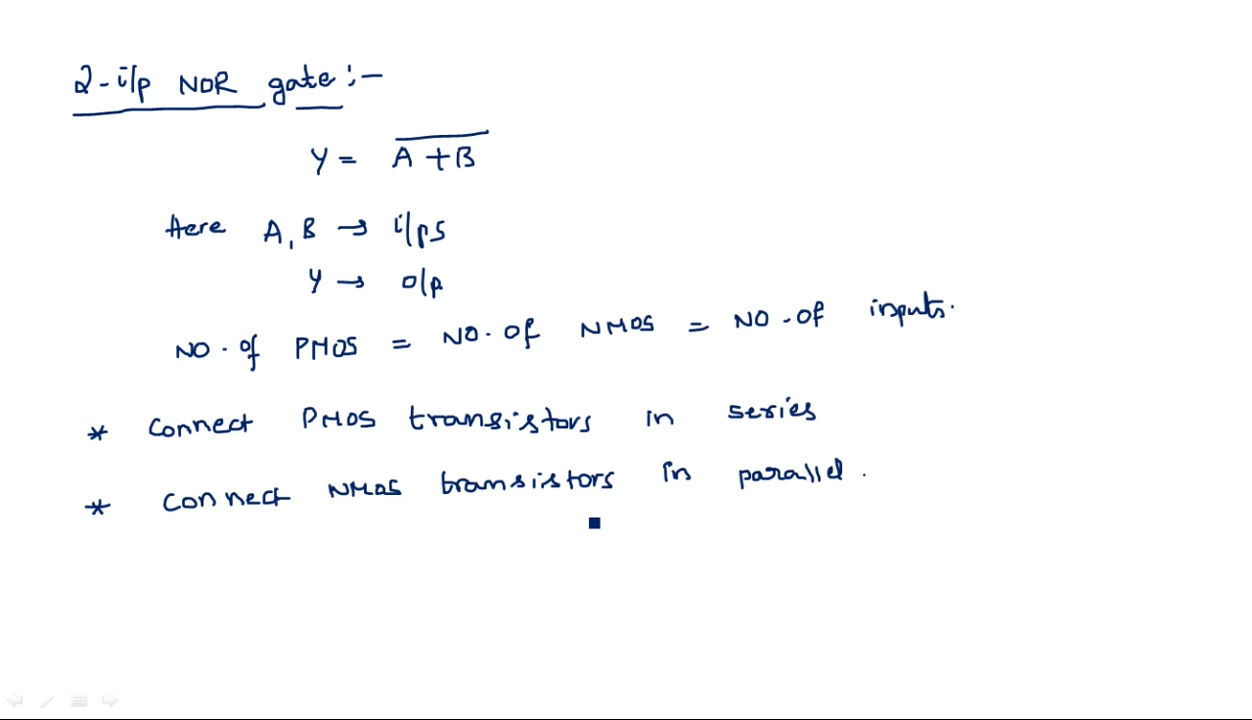 2-i/p NOR gate :-
Y = \overline{A+B}
Here A, B → i/ps
Y → o/p
NO. of PMOS = NO. of NMOS = NO. of inputs.
* Connect PMOS transistors in series
* Connect NMOS transistors in parallel.